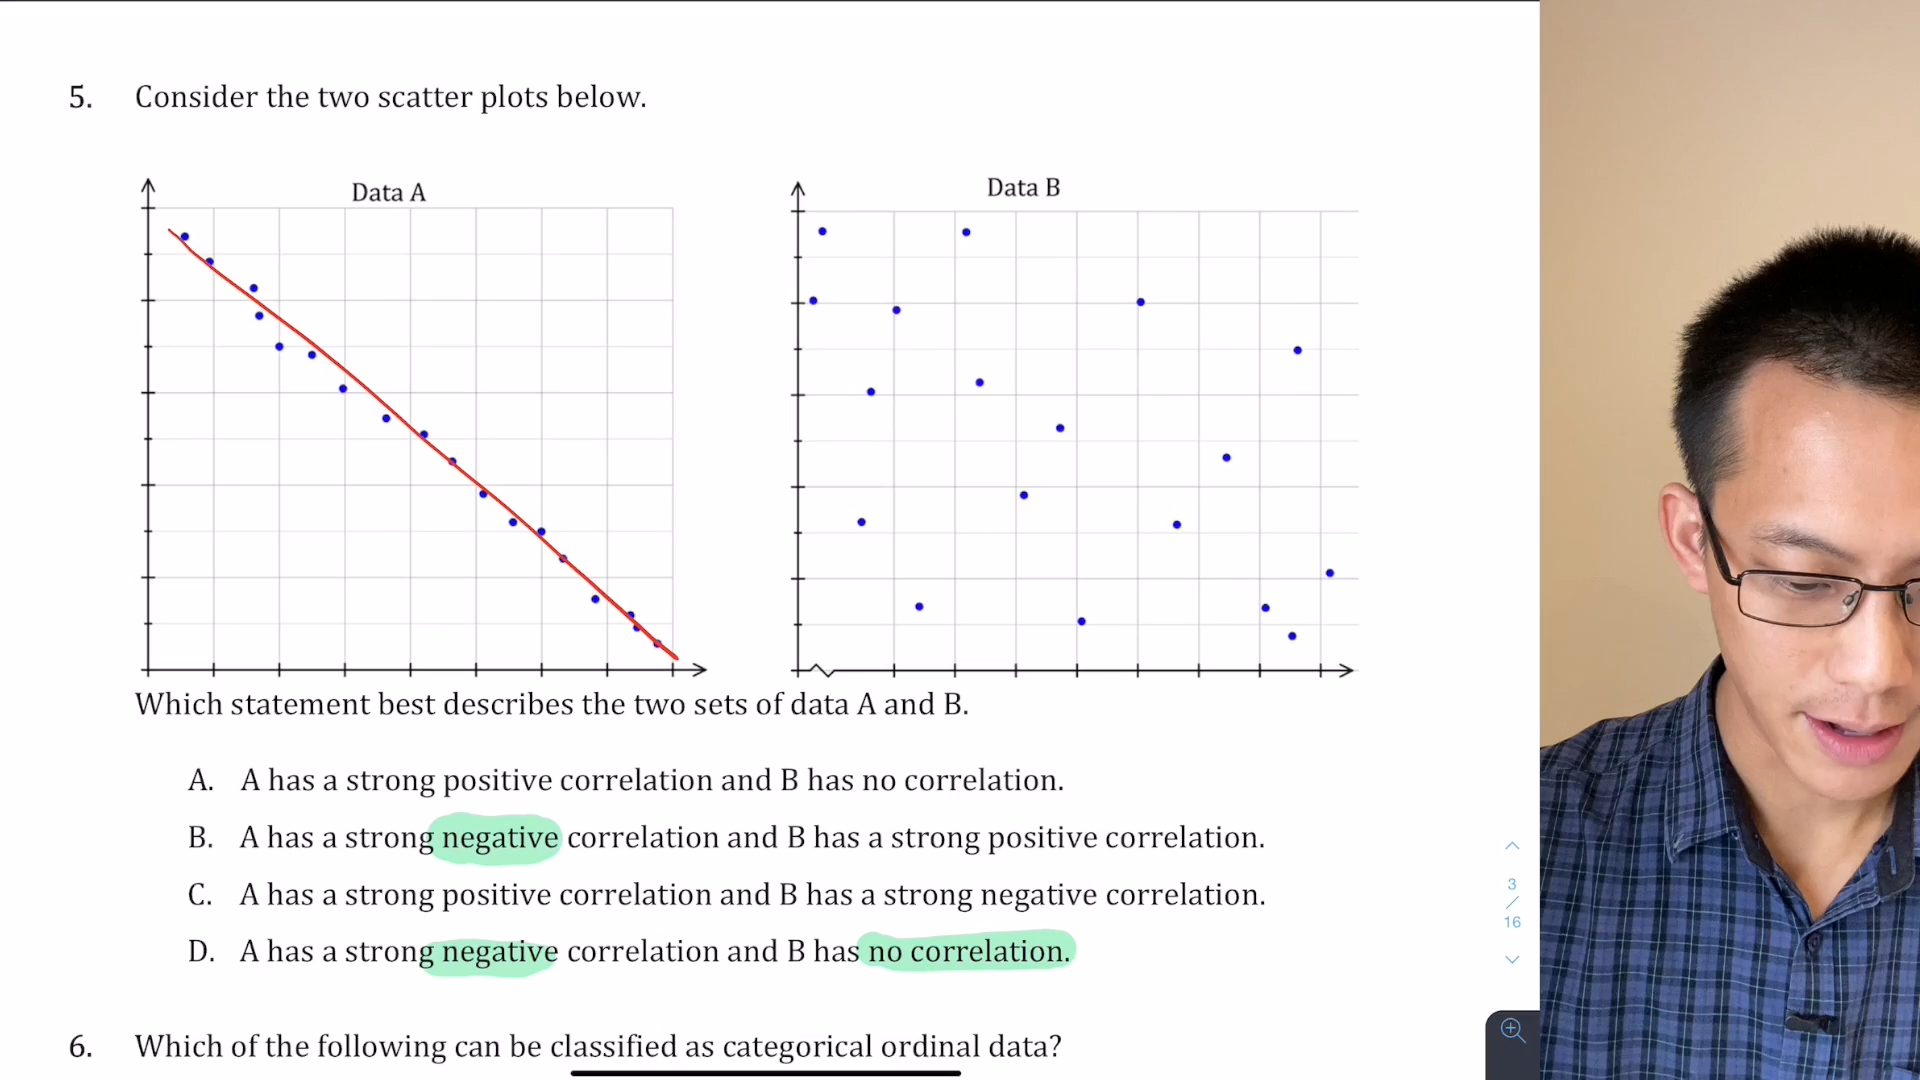 5. Consider the two scatter plots below.
Data A
Data B
Which statement best describes the two sets of data A and B.
A. A has a strong positive correlation and B has no correlation.
B. A has a strong negative correlation and B has a strong positive correlation.
C. A has a strong positive correlation and B has a strong negative correlation.
D. A has a strong negative correlation and B has no correlation.
3
/
16
6. Which of the following can be classified as categorical ordinal data?